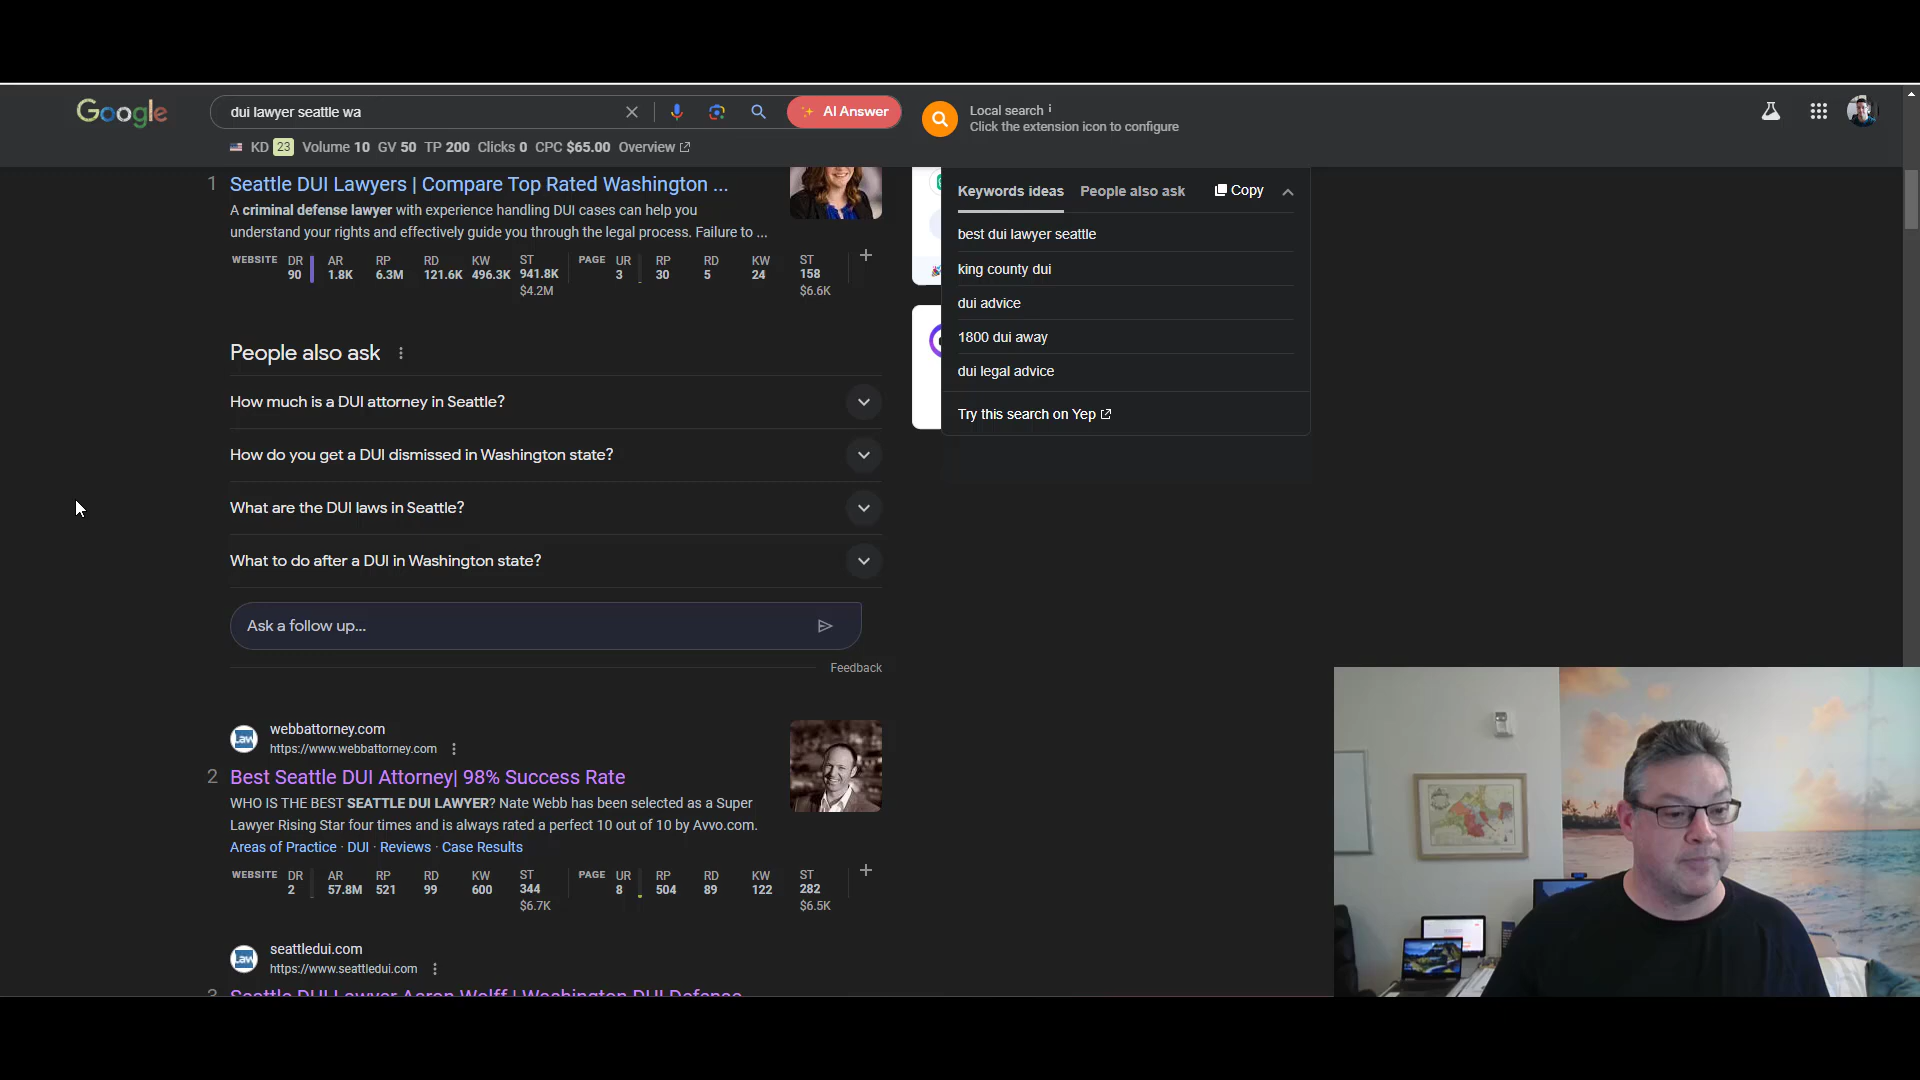 Google
dui lawyer seattle wa
AI Answer
Local search i
Click the extension icon to configure
KD 23 Volume 10 GV 50 TP 200 Clicks 0 CPC $65.00 Overview
1 Seattle DUI Lawyers | Compare Top Rated Washington ...
A criminal defense lawyer with experience handling DUI cases can help you
understand your rights and effectively guide you through the legal process. Failure to ...
WEBSITE DR AR RP RD KW ST PAGE UR RP RD KW ST
90 1.8K 6.3M 121.6K 496.3K 941.8K 3 30 5 24 158
$4.2M $6.6K
Keywords ideas People also ask Copy
best dui lawyer seattle
king county dui
dui advice
1800 dui away
dui legal advice
Try this search on Yep
People also ask
How much is a DUI attorney in Seattle?
How do you get a DUI dismissed in Washington state?
What are the DUI laws in Seattle?
What to do after a DUI in Washington state?
Ask a follow up...
Feedback
Law
webbattorney.com
https://www.webbattorney.com
2 Best Seattle DUI Attorney| 98% Success Rate
WHO IS THE BEST SEATTLE DUI LAWYER? Nate Webb has been selected as a Super
Lawyer Rising Star four times and is always rated a perfect 10 out of 10 by Avvo.com.
Areas of Practice · DUI · Reviews · Case Results
WEBSITE DR AR RP RD KW ST PAGE UR RP RD KW ST
2 57.8M 521 99 600 344 8 504 89 122 282
$6.7K $6.5K
Law
seattledui.com
https://www.seattledui.com
3 Seattle DUI Lawyer Aaron Wolff | Washington DUI Defense